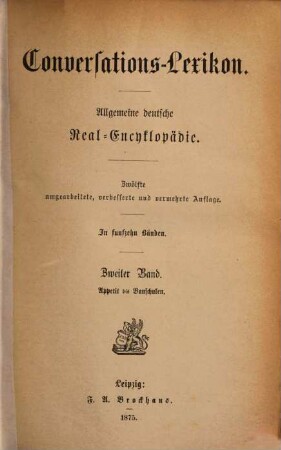 Conversations-Lexikon.
Allgemeine deutsche
Real-Encyklopädie.
Zwölfte
umgearbeitete, verbesserte und vermehrte Auflage.
In funfzehn Bänden.
Zweiter Band.
Appetit bis Bauschulen.
Leipzig:
F. A. Brockhaus.
1875.